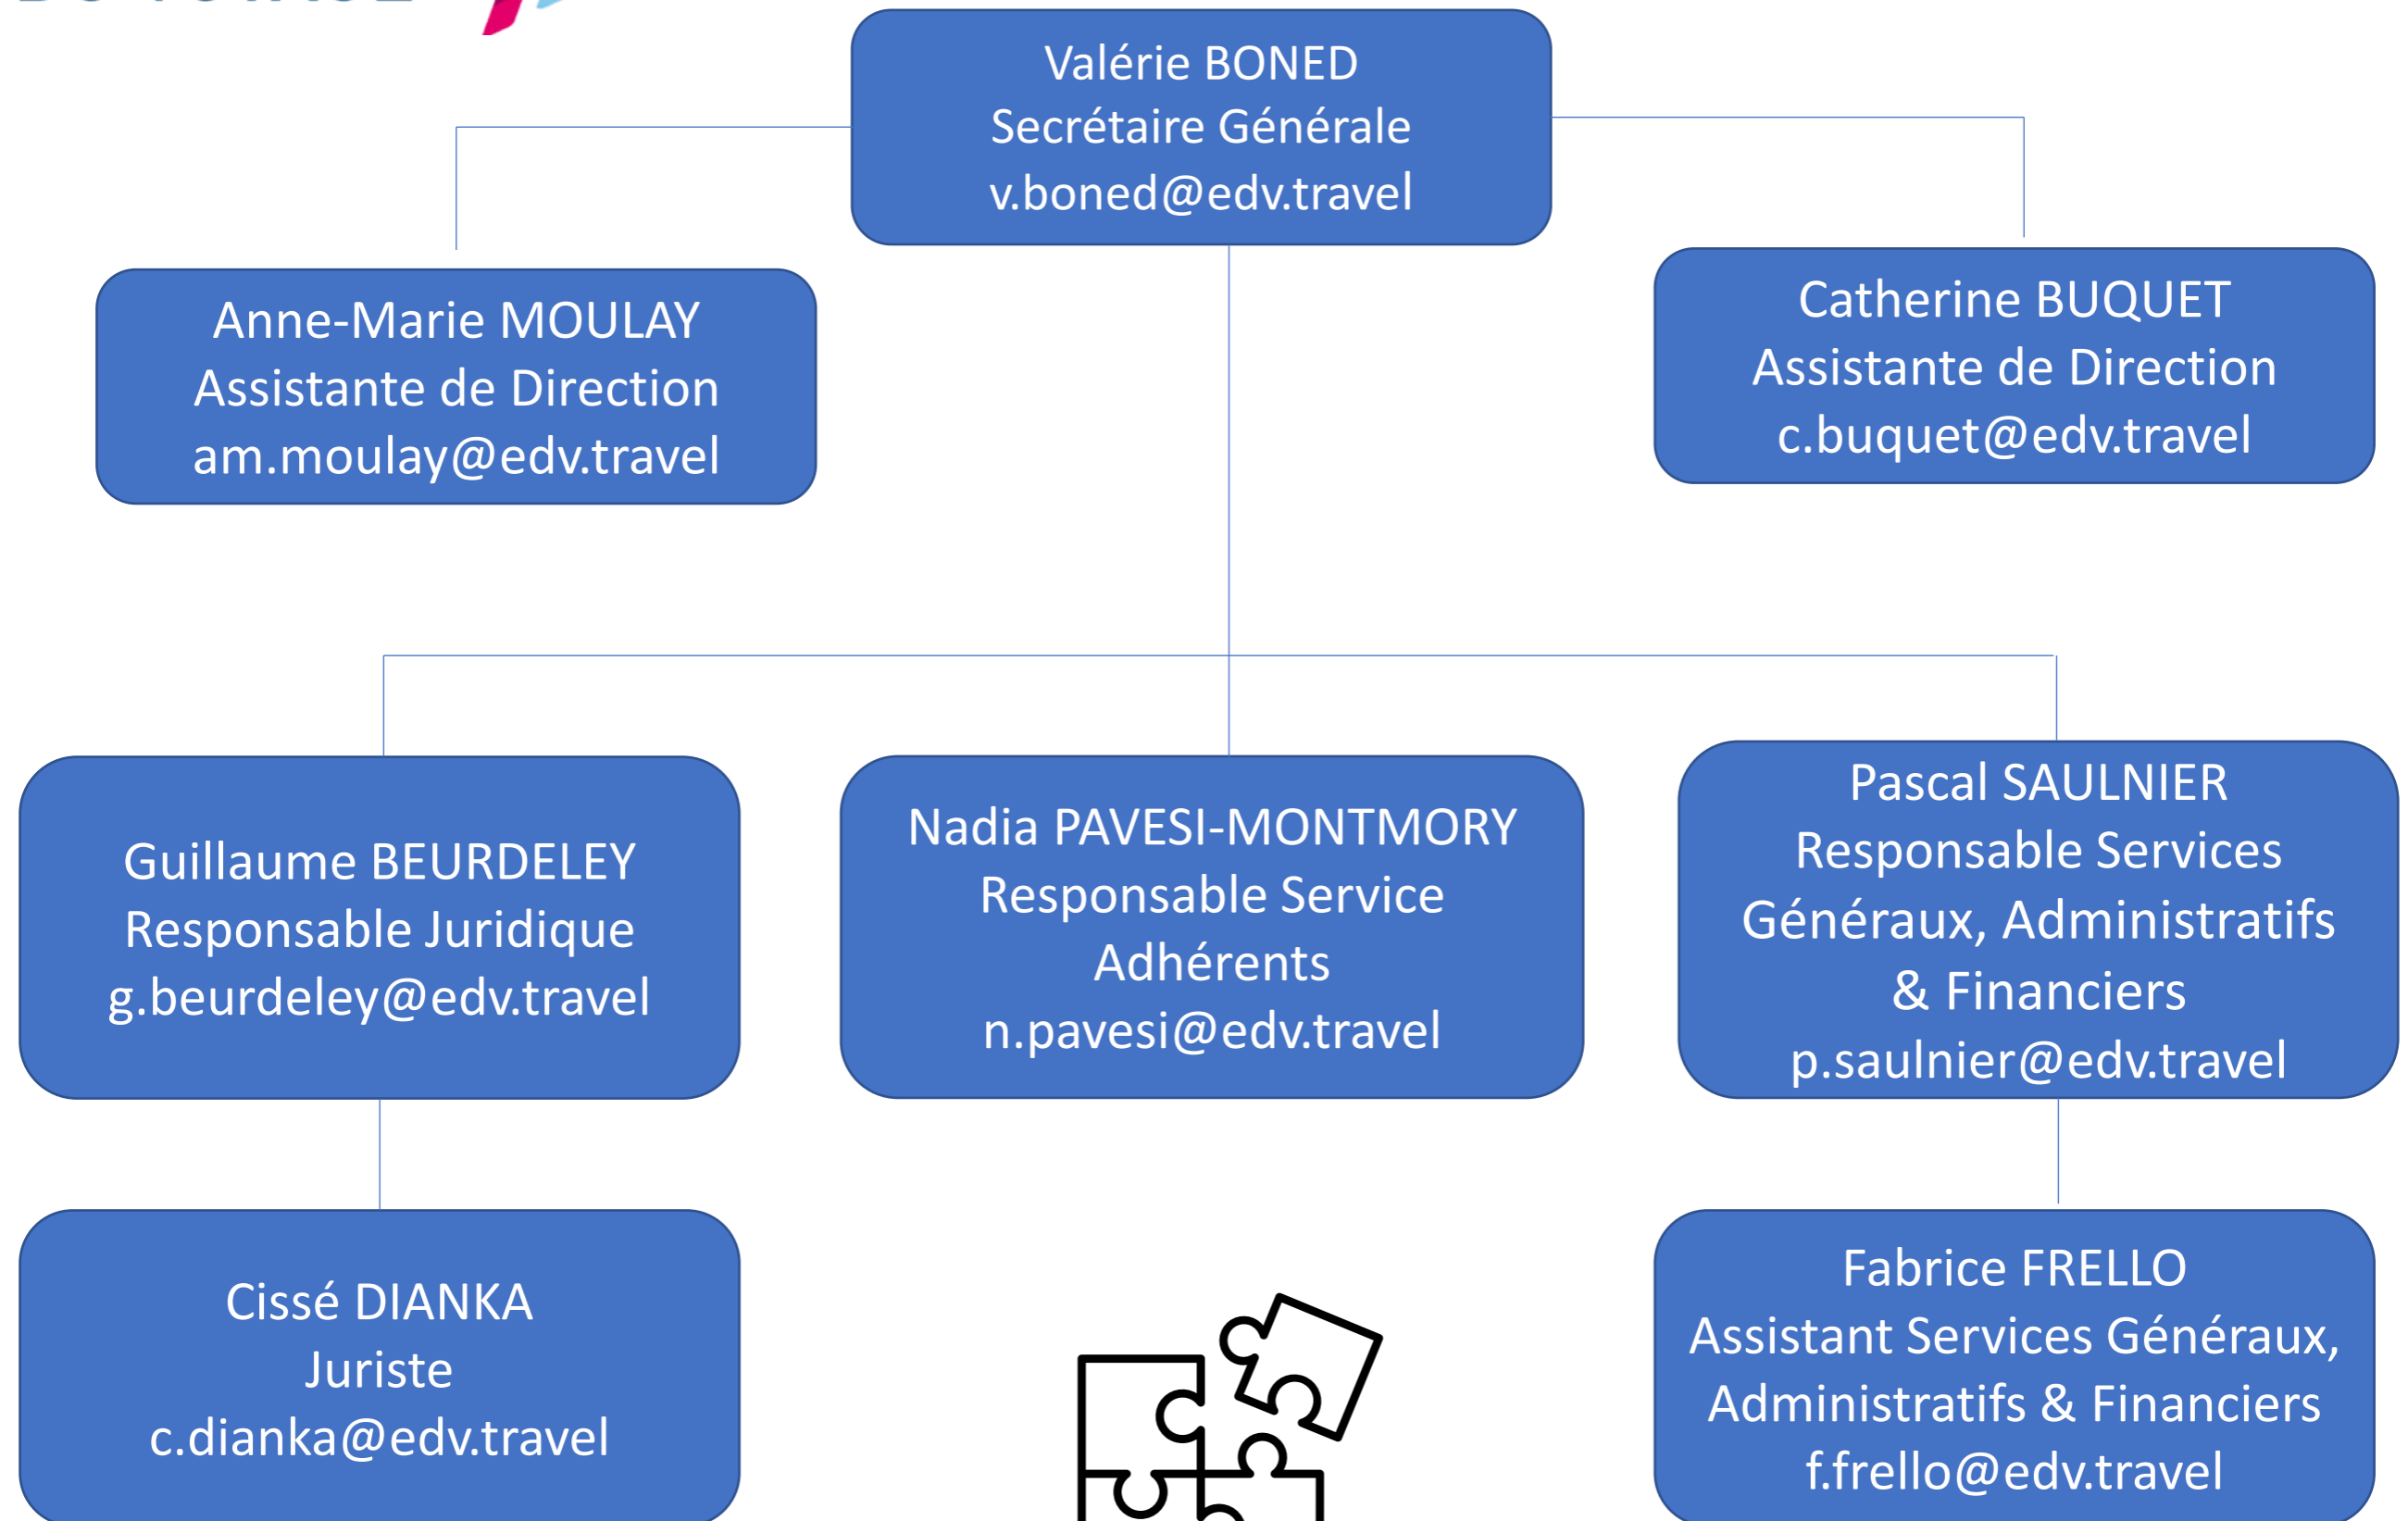 Valérie BONED
Secrétaire Générale
v.boned@edv.travel
Anne-Marie MOULAY
Assistante de Direction
am.moulay@edv.travel
Catherine BUQUET
Assistante de Direction
c.buquet@edv.travel
Guillaume BEURDELEY
Responsable Juridique
g.beurdeley@edv.travel
Nadia PAVESI-MONTMORY
Responsable Service
Adhérents
n.pavesi@edv.travel
Pascal SAULNIER
Responsable Services
Généraux, Administratifs
& Financiers
p.saulnier@edv.travel
Cissé DIANKA
Juriste
c.dianka@edv.travel
Fabrice FRELLO
Assistant Services Généraux,
Administratifs & Financiers
f.frello@edv.travel